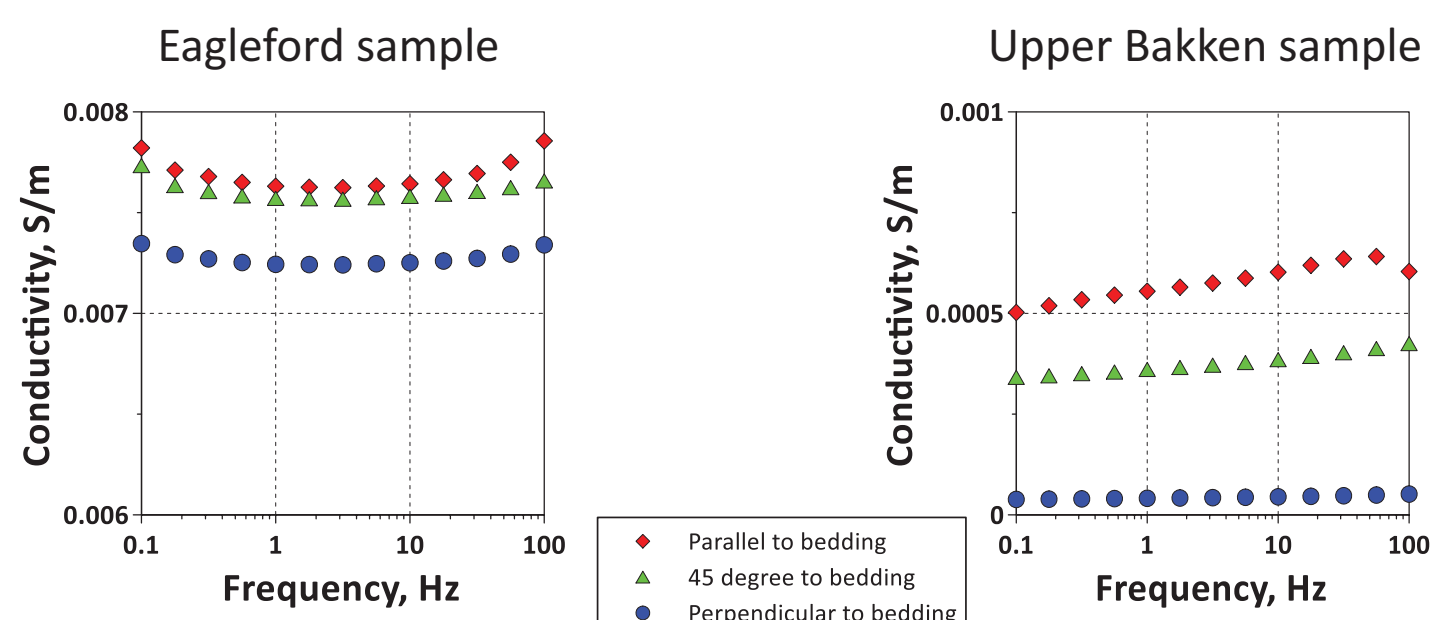 Eagleford sample
Upper Bakken sample
0.008
0.007
0.006
Conductivity, S/m
0.1 1 10 100
Frequency, Hz
0.001
0.0005
0
Conductivity, S/m
0.1 1 10 100
Frequency, Hz
Parallel to bedding
45 degree to bedding
Perpendicular to bedding